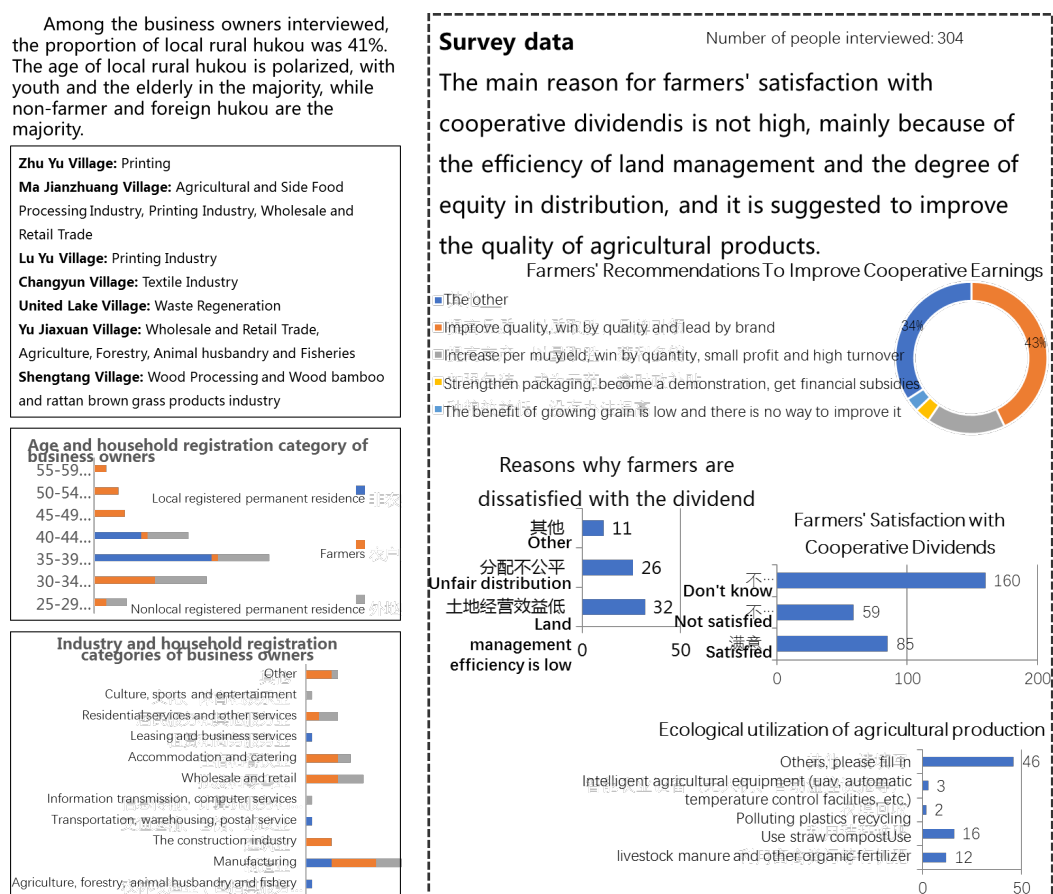 Among the business owners interviewed,
the proportion of local rural hukou was 41%.
The age of local rural hukou is polarized, with
youth and the elderly in the majority, while
non-farmer and foreign hukou are the
majority.
Zhu Yu Village: Printing
Ma Jianzhuang Village: Agricultural and Side Food
Processing Industry, Printing Industry, Wholesale and
Retail Trade
Lu Yu Village: Printing Industry
Changyun Village: Textile Industry
United Lake Village: Waste Regeneration
Yu Jiaxuan Village: Wholesale and Retail Trade,
Agriculture, Forestry, Animal husbandry and Fisheries
Shengtang Village: Wood Processing and Wood bamboo
and rattan brown grass products industry
Age and household registration category of
business owners
55-59...
50-54...
45-49...
40-44...
35-39...
30-34...
25-29...
Local registered permanent residence
Farmers
Nonlocal registered permanent residence
Industry and household registration
categories of business owners
Other
Culture, sports and entertainment
Residential services and other services
Leasing and business services
Accommodation and catering
Wholesale and retail
Information transmission, computer services
Transportation, warehousing, postal service
The construction industry
Manufacturing
Agriculture, forestry, animal husbandry and fishery
Survey data
Number of people interviewed: 304
The main reason for farmers' satisfaction with
cooperative dividendis is not high, mainly because of
the efficiency of land management and the degree of
equity in distribution, and it is suggested to improve
the quality of agricultural products.
Farmers' Recommendations To Improve Cooperative Earnings
The other
Improve quality, win by quality and lead by brand
Increase per mu yield, win by quantity, small profit and high turnover
Strengthen packaging, become a demonstration, get financial subsidies
The benefit of growing grain is low and there is no way to improve it
34%
43%
Reasons why farmers are
dissatisfied with the dividend
其他
Other
11
分配不公平
Unfair distribution
26
土地经营效益低
Land
management
efficiency is low
32
0 50
Farmers' Satisfaction with
Cooperative Dividends
不…
Don't know
160
不…
Not satisfied
59
满意
Satisfied
85
0 100 200
Ecological utilization of agricultural production
Others, please fill in
46
Intelligent agricultural equipment (uav, automatic
temperature control facilities, etc.)
3
Polluting plastics recycling
2
Use straw compostUse
16
livestock manure and other organic fertilizer
12
0 50